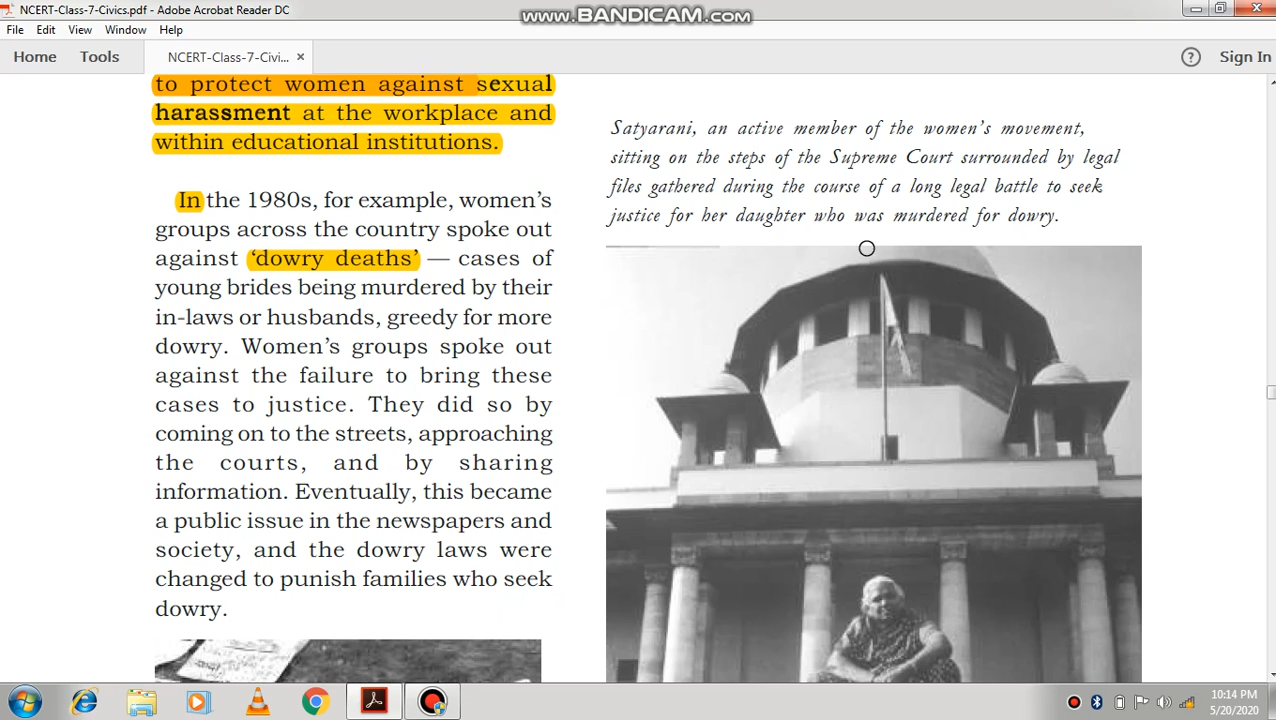 NCERT-Class-7-Civics.pdf - Adobe Acrobat Reader DC
www.BANDICAM.com
File Edit View Window Help
Home Tools NCERT-Class-7-Civi... × ? Sign In
to protect women against sexual
harassment at the workplace and
within educational institutions.
In the 1980s, for example, women's
groups across the country spoke out
against 'dowry deaths' — cases of
young brides being murdered by their
in-laws or husbands, greedy for more
dowry. Women's groups spoke out
against the failure to bring these
cases to justice. They did so by
coming on to the streets, approaching
the courts, and by sharing
information. Eventually, this became
a public issue in the newspapers and
society, and the dowry laws were
changed to punish families who seek
dowry.
Satyarani, an active member of the women's movement,
sitting on the steps of the Supreme Court surrounded by legal
files gathered during the course of a long legal battle to seek
justice for her daughter who was murdered for dowry.
10:14 PM
5/20/2020